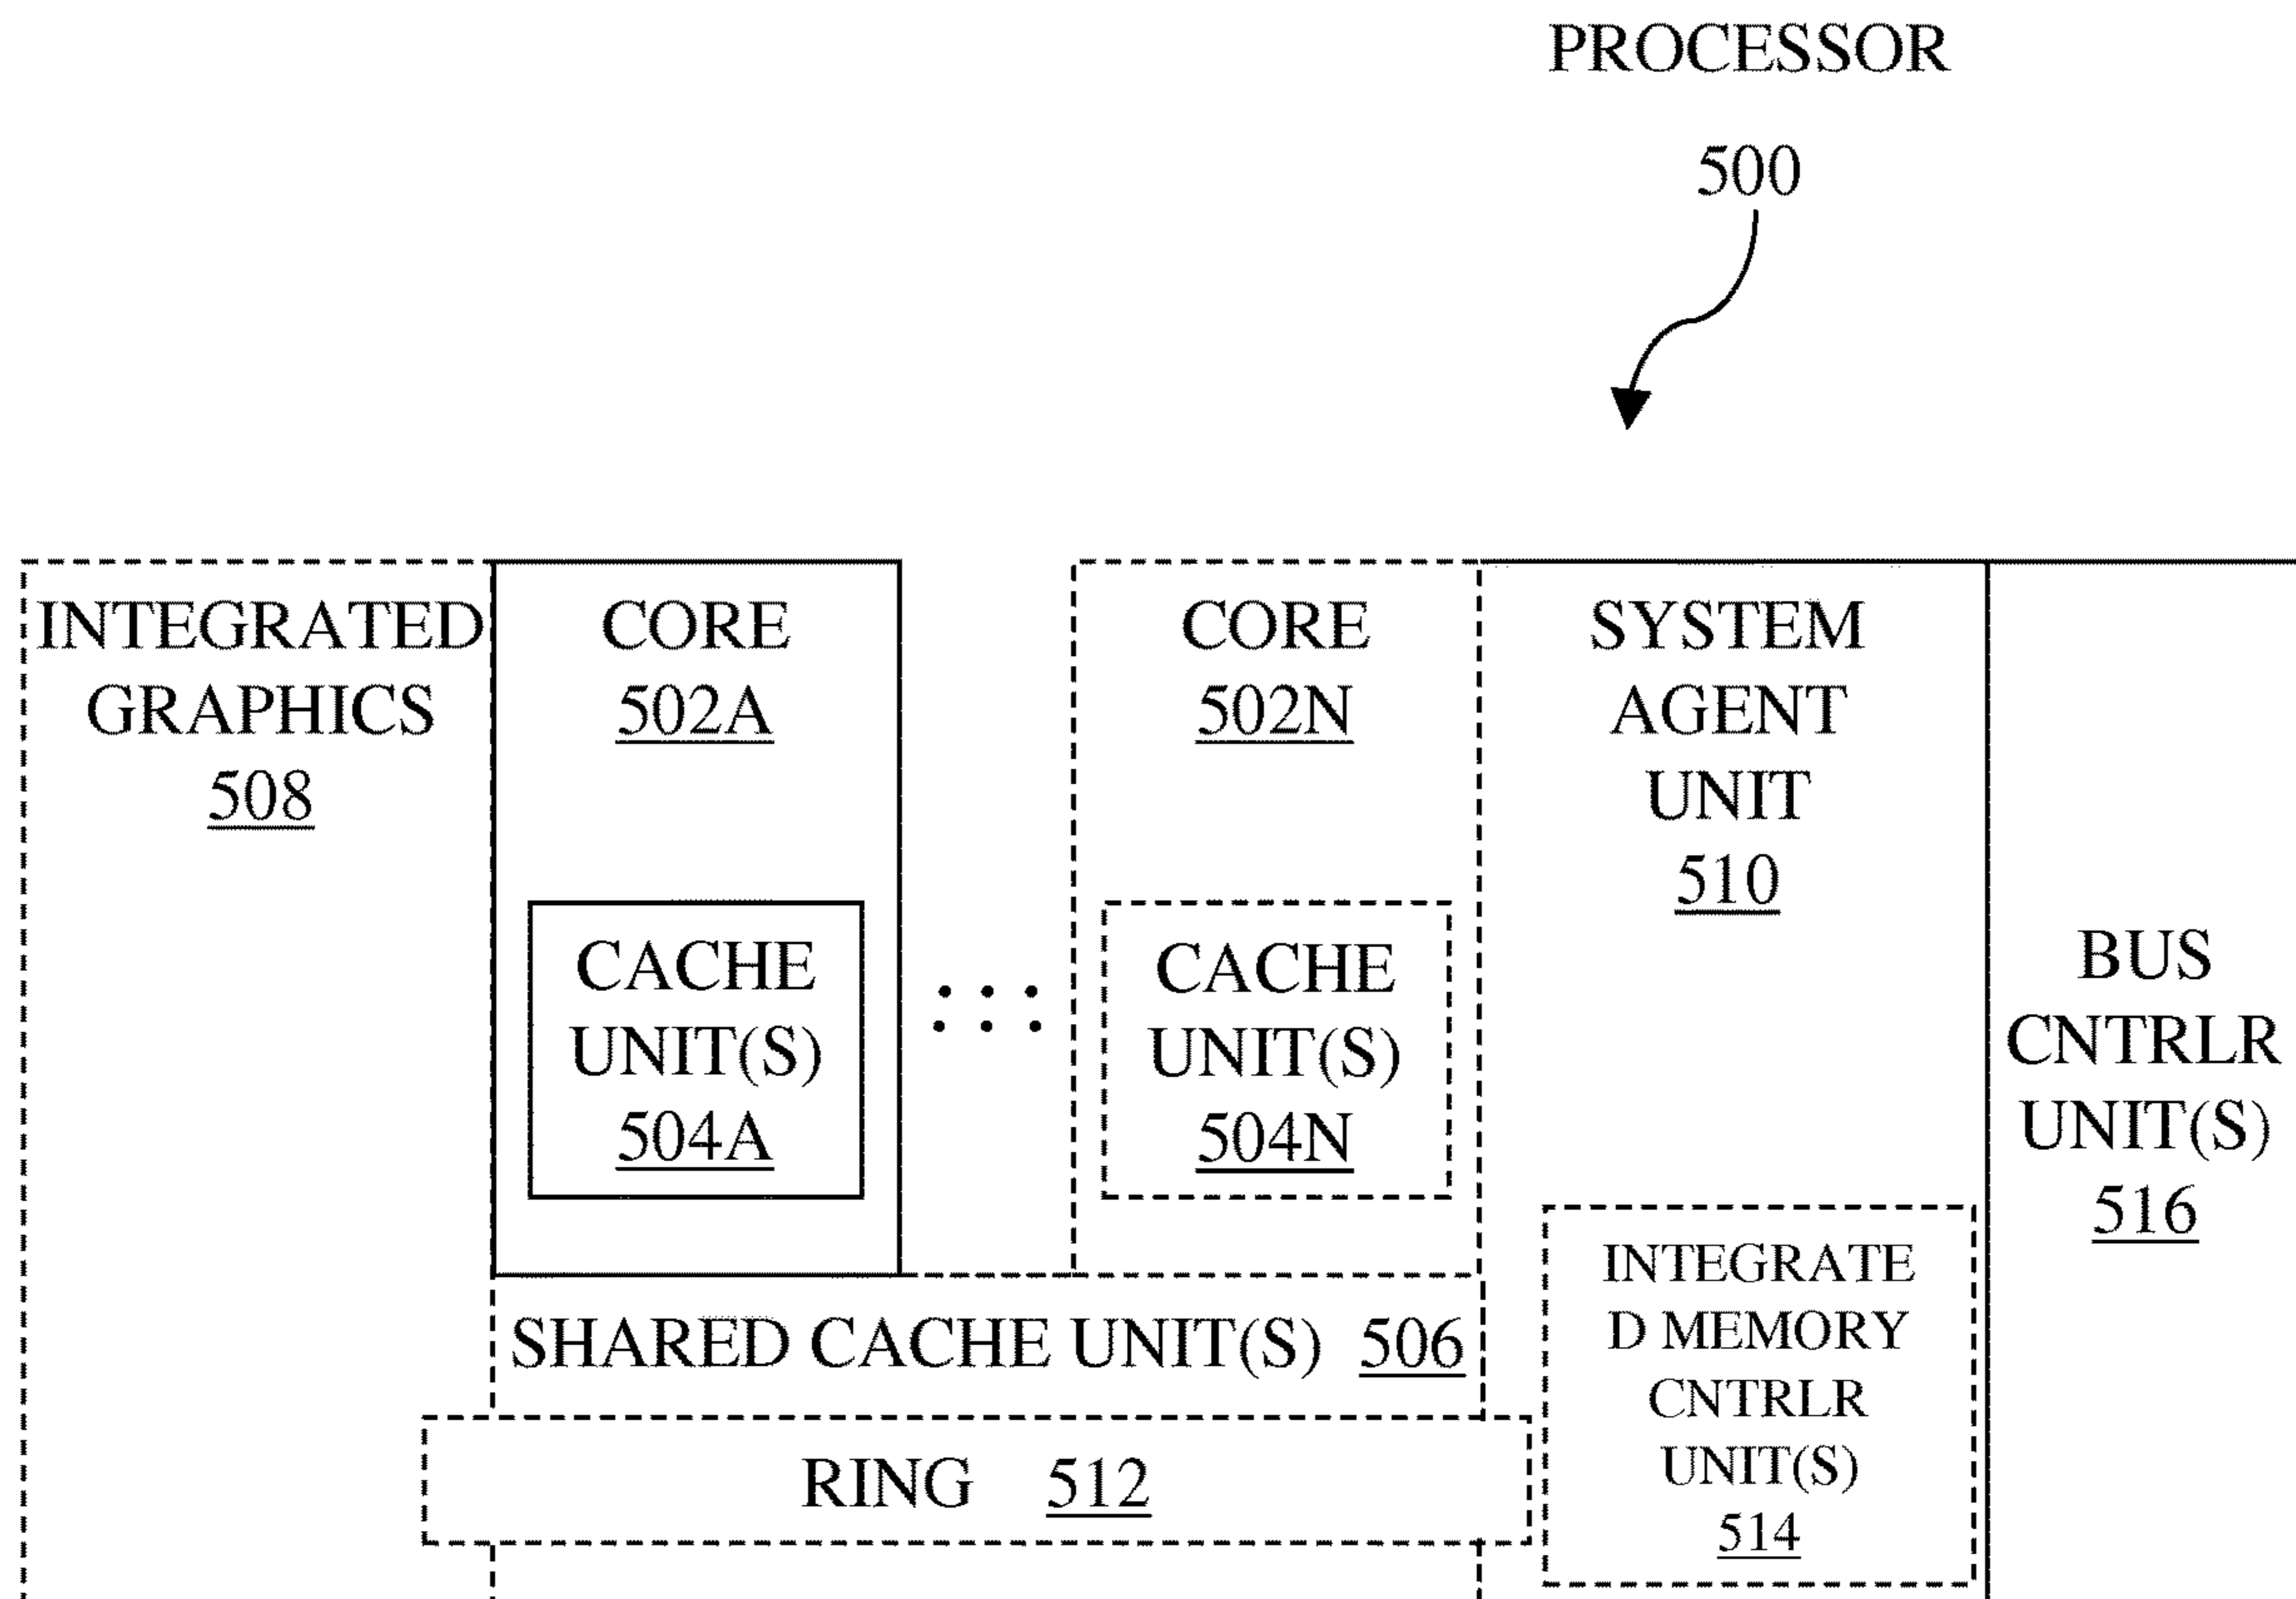 PROCESSOR
500
INTEGRATED
GRAPHICS
508
CORE
502A
CACHE
UNIT(S)
504A
CORE
502N
CACHE
UNIT(S)
504N
SYSTEM
AGENT
UNIT
510
BUS
CNTRLR
UNIT(S)
516
INTEGRATE
D MEMORY
CNTRLR
UNIT(S)
514
SHARED CACHE UNIT(S) 506
RING 512